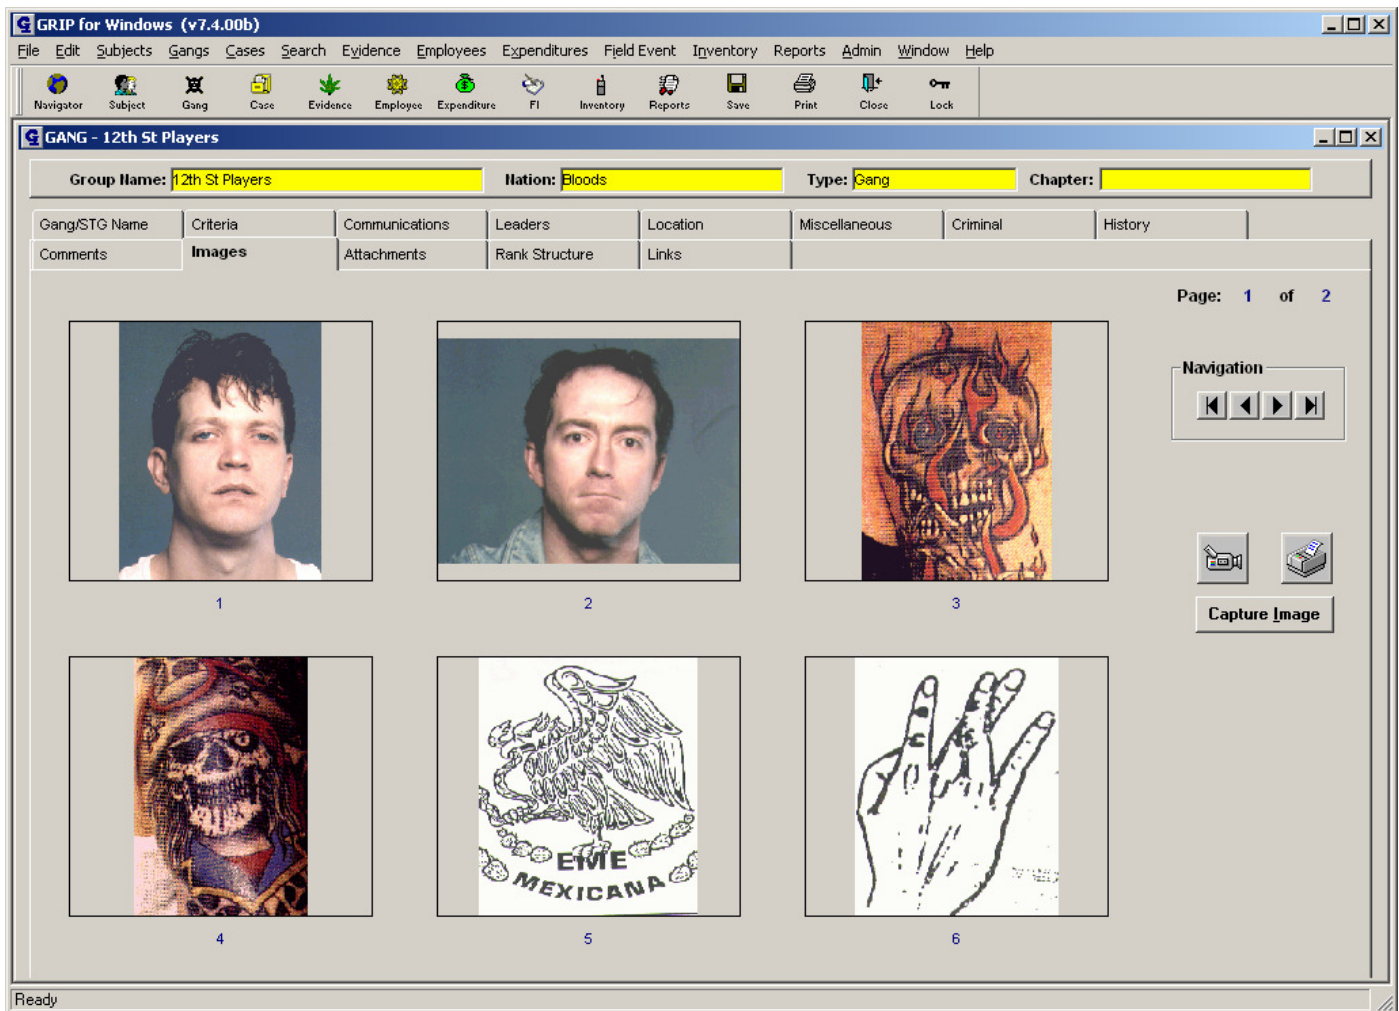 GRIP for Windows (v7.4.00b)
File Edit Subjects Gangs Cases Search Evidence Employees Expenditures Field Event Inventory Reports Admin Window Help
Navigator Subject Gang Case Evidence Employee Expenditure FI Inventory Reports Save Print Close Lock
GANG - 12th St Players
Group Name: 12th St Players Nation: Bloods Type: Gang Chapter:
Gang/STG Name Criteria Communications Leaders Location Miscellaneous Criminal History
Comments Images Attachments Rank Structure Links
Page: 1 of 2
Navigation
1 2 3
Capture Image
EME
MEXICANA
4 5 6
Ready